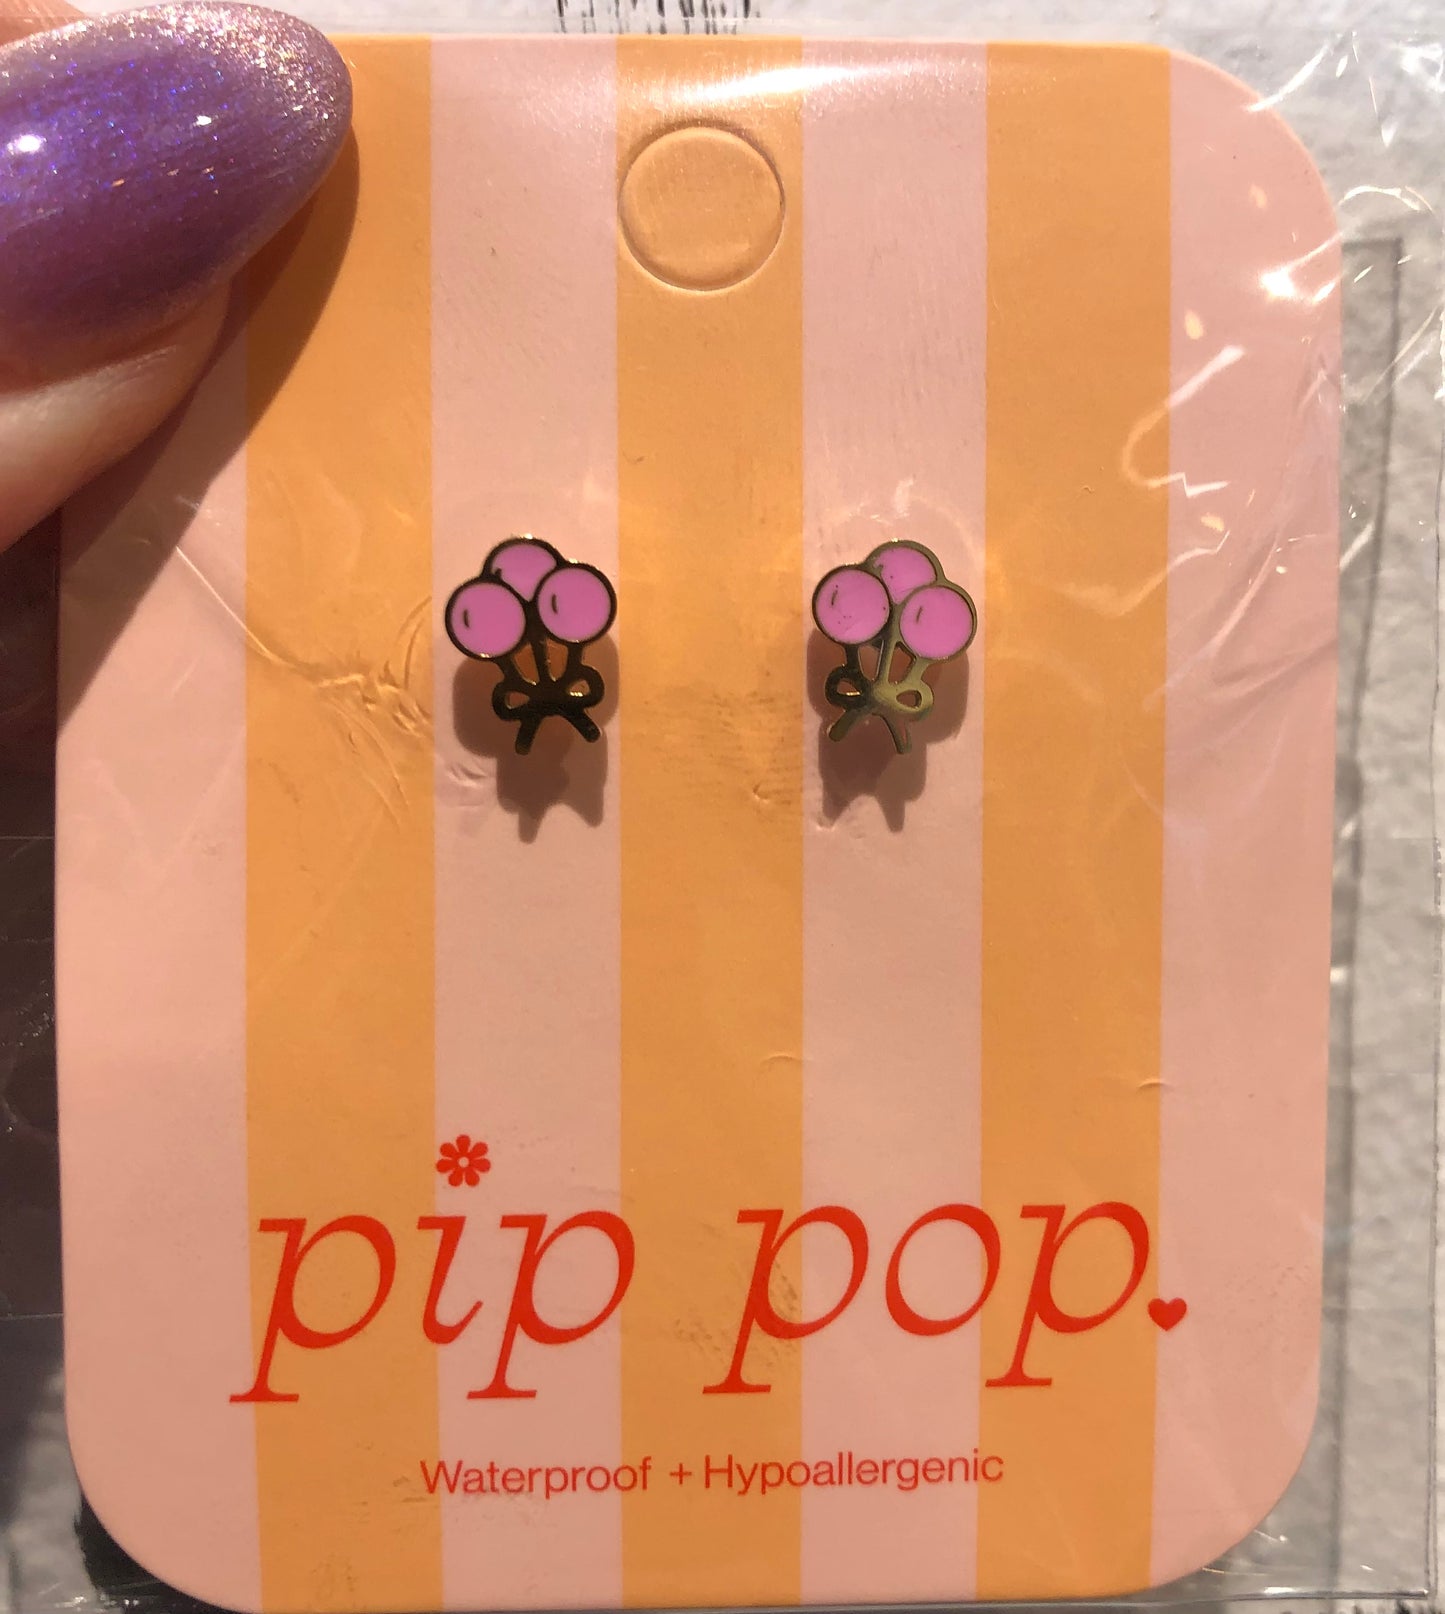 pip pop.
Waterproof + Hypoallergenic